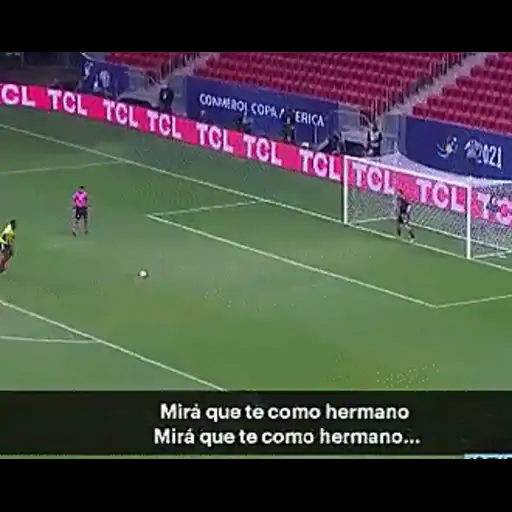 CL TCL TCL TCL TCL TCL TCL TCL TCL
CONMEBOL COPA AMERICA
2021
Mirá que te como hermano
Mirá que te como hermano...